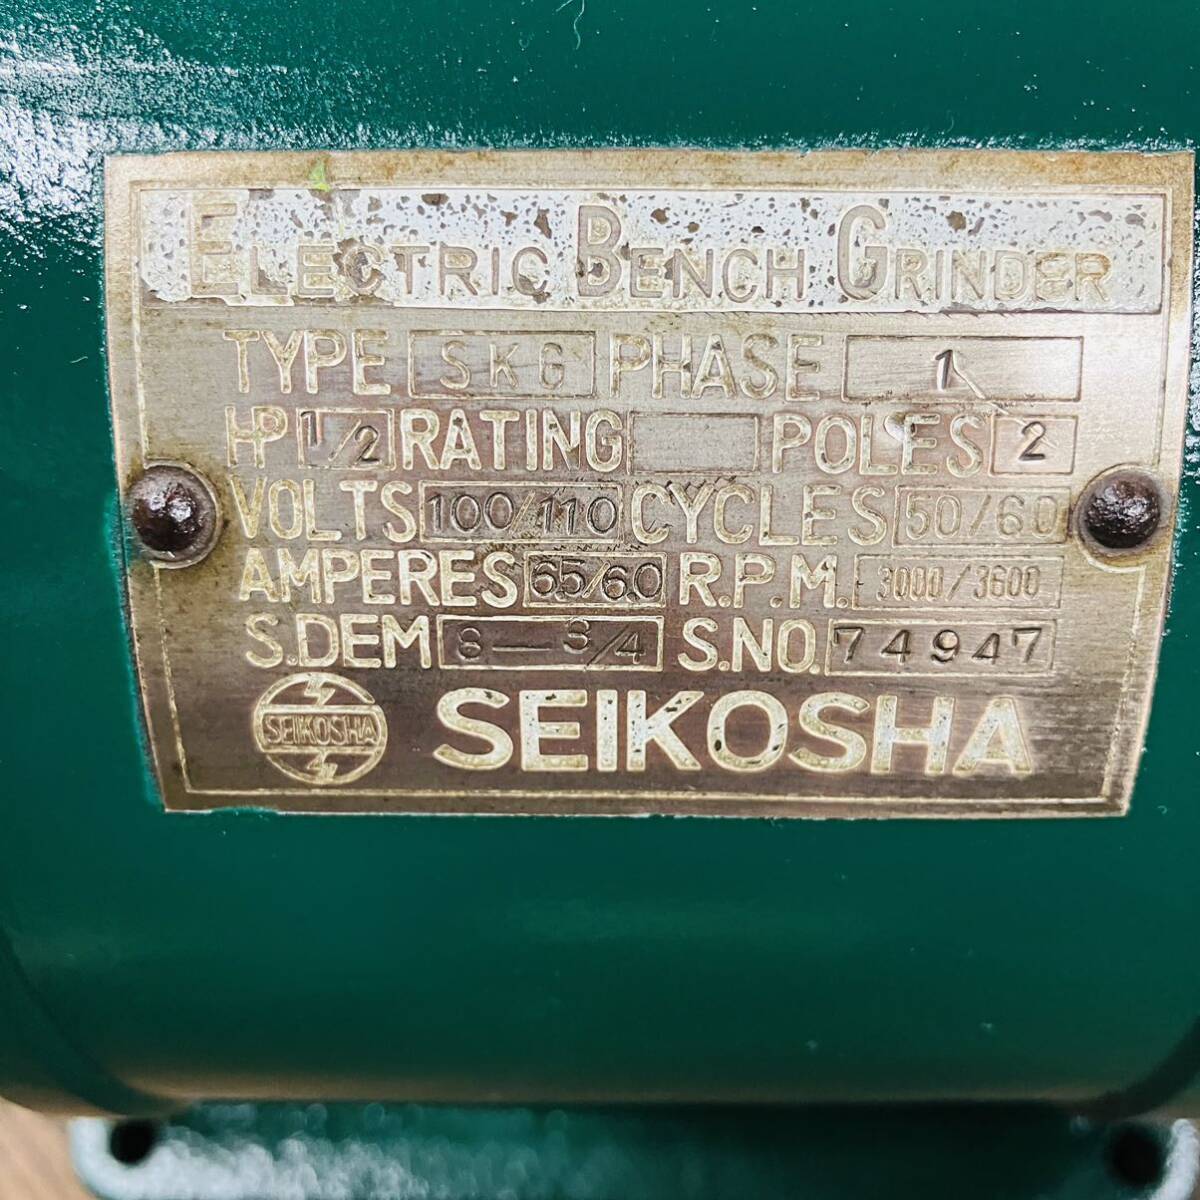 ELECTRIC BENCH GRINDER
TYPE SKG PHASE 1
HP 1/2 RATING POLES 2
VOLTS 100/110 CYCLES 50/60
AMPERES 6.5/6.0 R.P.M. 3000/3600
S.DEM 8—3/4 S.NO. 74947
SEIKOSHA SEIKOSHA